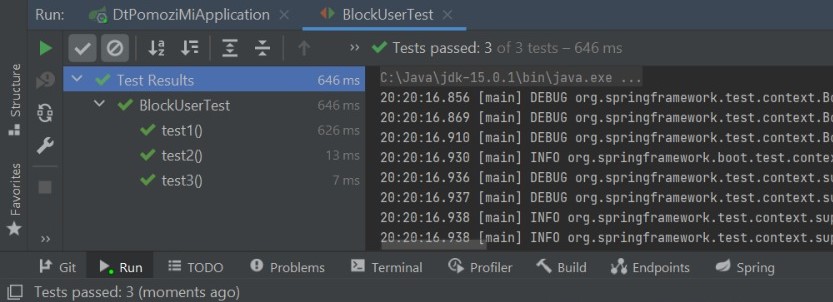 Run: DtPomoziMiApplication × BlockUserTest ×
Tests passed: 3 of 3 tests – 646 ms
Test Results 646 ms
BlockUserTest 646 ms
test1() 626 ms
test2() 13 ms
test3() 7 ms
C:\Java\jdk-15.0.1\bin\java.exe ...
20:20:16.856 [main] DEBUG org.springframework.test.context.Bo
20:20:16.869 [main] DEBUG org.springframework.test.context.Bo
20:20:16.910 [main] DEBUG org.springframework.test.context.Bo
20:20:16.930 [main] INFO org.springframework.boot.test.contex
20:20:16.936 [main] DEBUG org.springframework.test.context.su
20:20:16.937 [main] DEBUG org.springframework.test.context.su
20:20:16.938 [main] INFO org.springframework.test.context.sup
20:20:16.938 [main] INFO org.springframework.test.context.sup
Structure
Favorites
Git Run TODO Problems Terminal Profiler Build Endpoints Spring
Tests passed: 3 (moments ago)